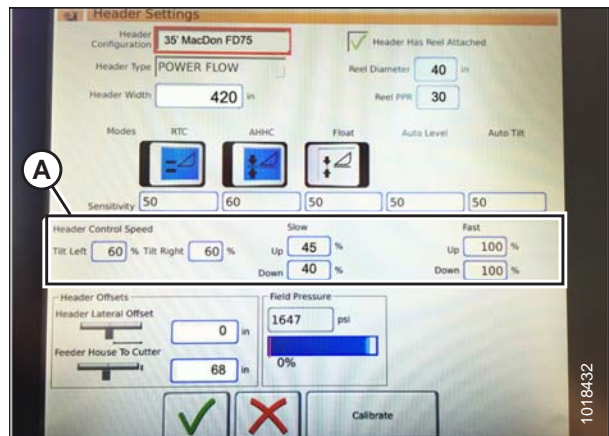 Header Settings
Header Configuration 35' MacDon FD75 Header Has Reel Attached
Header Type POWER FLOW Reel Diameter 40 in
Header Width 420 in Reel PPR 30
Modes RTC AHHC Float Auto Level Auto Tilt
A
Sensitivity 50 60 50 50 50
Header Control Speed Slow Fast
Tilt Left 60 % Tilt Right 60 % Up 45 % Up 100 %
Down 40 % Down 100 %
Header Offsets Field Pressure
Header Lateral Offset 0 in 1647 psi
Feeder House To Cutter 68 in 0%
Calibrate
1018432